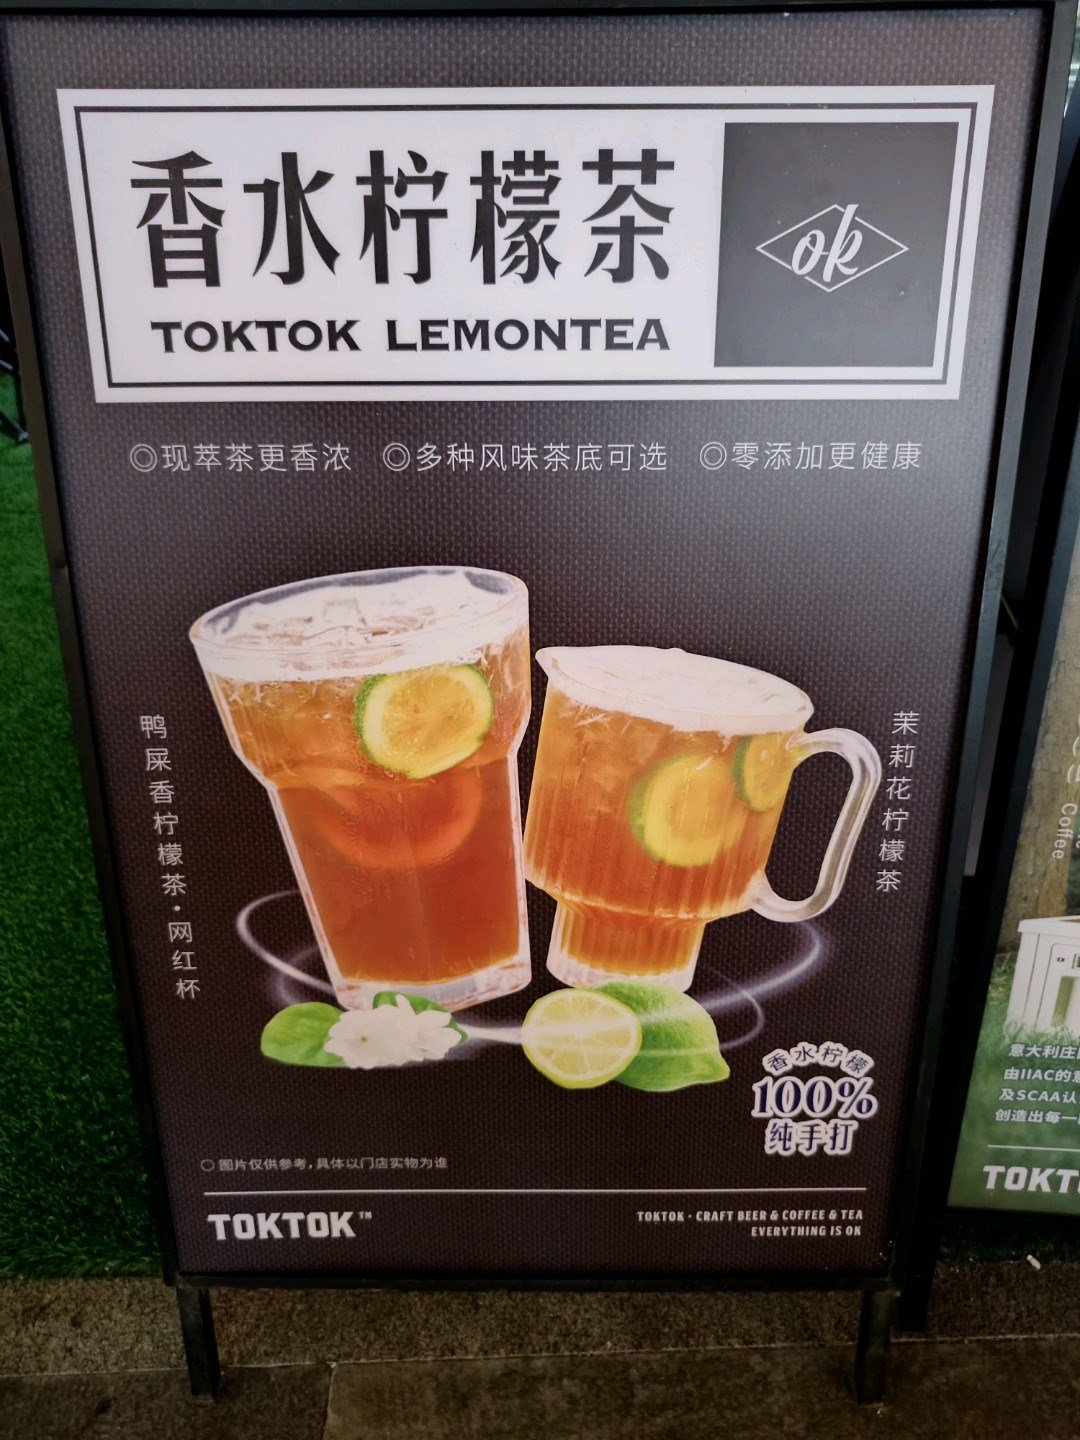 香水柠檬茶
TOKTOK LEMONTEA
ok
◎现萃茶更香浓 ◎多种风味茶底可选 ◎零添加更健康
鸭屎香柠檬茶·网红杯
茉莉花柠檬茶
香水柠檬
100%
纯手打
○图片仅供参考,具体以门店实物为准
TOKTOK™
TOKTOK · CRAFT BEER & COFFEE & TEA
EVERYTHING IS OK
Coffee
意大利庄
由IIAC的意
及SCAA认
创造出每一
TOKT